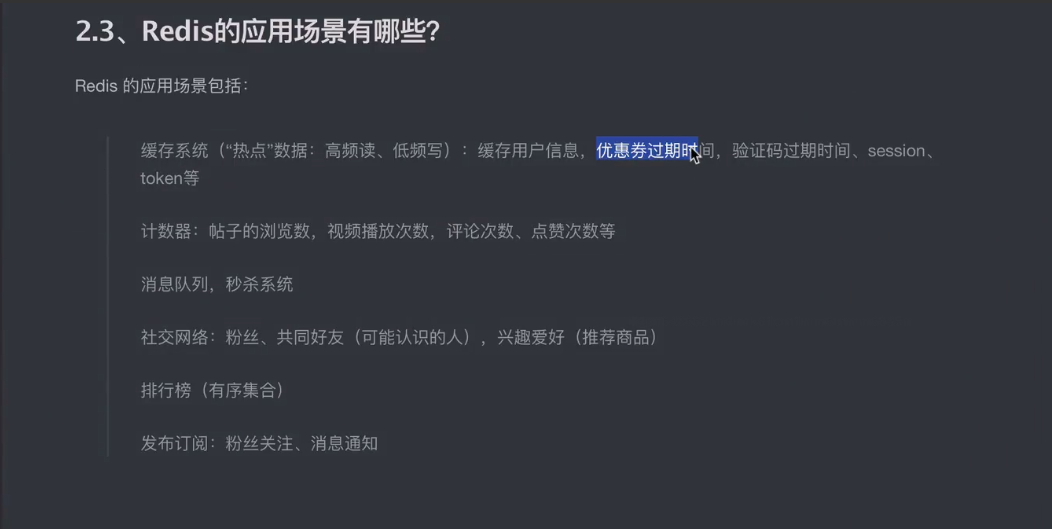 2.3、Redis的应用场景有哪些?
Redis 的应用场景包括：
缓存系统（“热点”数据：高频读、低频写）：缓存用户信息，优惠券过期时间，验证码过期时间、session、
token等
计数器：帖子的浏览数，视频播放次数，评论次数、点赞次数等
消息队列，秒杀系统
社交网络：粉丝、共同好友（可能认识的人），兴趣爱好（推荐商品）
排行榜（有序集合）
发布订阅：粉丝关注、消息通知